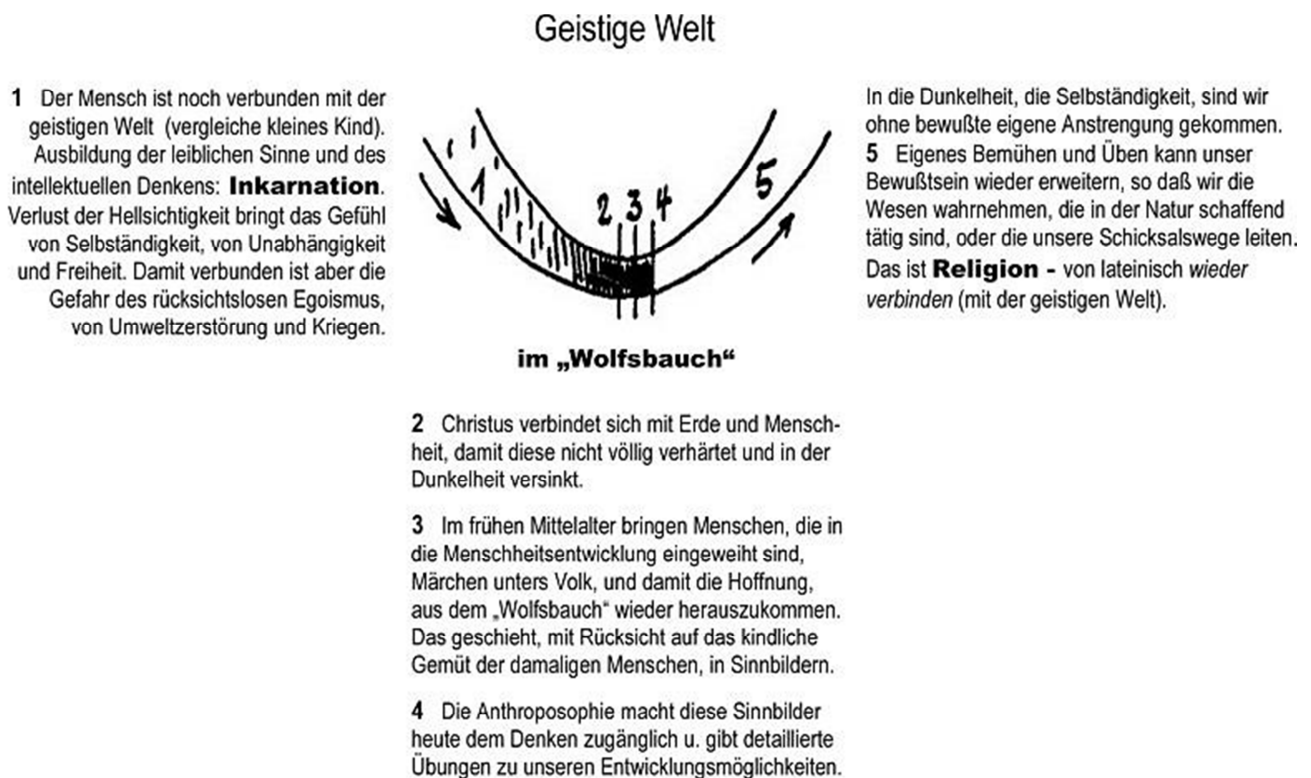 Geistige Welt
1 Der Mensch ist noch verbunden mit der
geistigen Welt (vergleiche kleines Kind).
Ausbildung der leiblichen Sinne und des
intellektuellen Denkens: Inkarnation.
Verlust der Hellsichtigkeit bringt das Gefühl
von Selbständigkeit, von Unabhängigkeit
und Freiheit. Damit verbunden ist aber die
Gefahr des rücksichtslosen Egoismus,
von Umweltzerstörung und Kriegen.
1 2 3 4 5
im „Wolfsbauch“
In die Dunkelheit, die Selbständigkeit, sind wir
ohne bewußte eigene Anstrengung gekommen.
5 Eigenes Bemühen und Üben kann unser
Bewußtsein wieder erweitern, so daß wir die
Wesen wahrnehmen, die in der Natur schaffend
tätig sind, oder die unsere Schicksalswege leiten.
Das ist Religion - von lateinisch wieder
verbinden (mit der geistigen Welt).
2 Christus verbindet sich mit Erde und Mensch-
heit, damit diese nicht völlig verhärtet und in der
Dunkelheit versinkt.
3 Im frühen Mittelalter bringen Menschen, die in
die Menschheitsentwicklung eingeweiht sind,
Märchen unters Volk, und damit die Hoffnung,
aus dem „Wolfsbauch“ wieder herauszukommen.
Das geschieht, mit Rücksicht auf das kindliche
Gemüt der damaligen Menschen, in Sinnbildern.
4 Die Anthroposophie macht diese Sinnbilder
heute dem Denken zugänglich u. gibt detaillierte
Übungen zu unseren Entwicklungsmöglichkeiten.